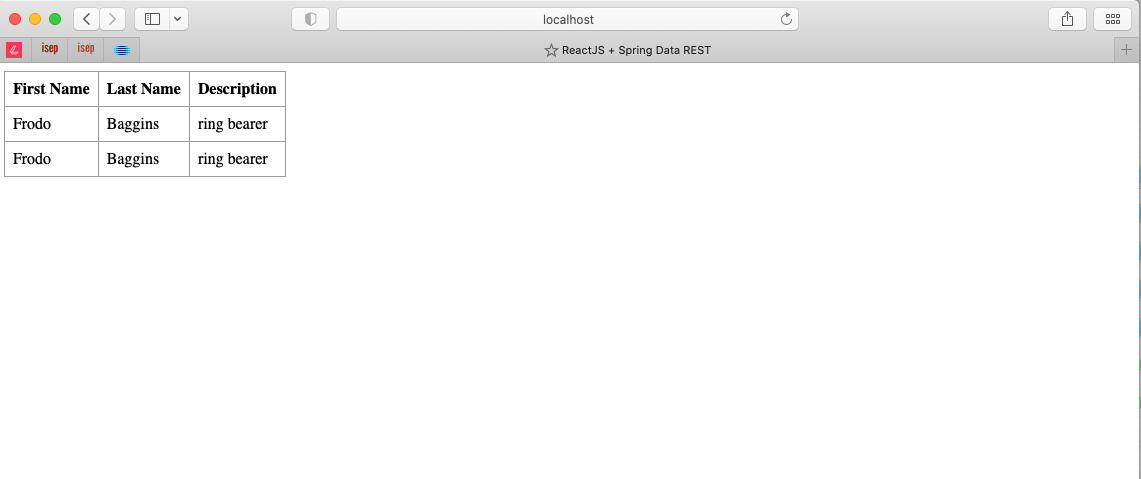 localhost
isep isep ReactJS + Spring Data REST
First Name Last Name Description
Frodo Baggins ring bearer
Frodo Baggins ring bearer